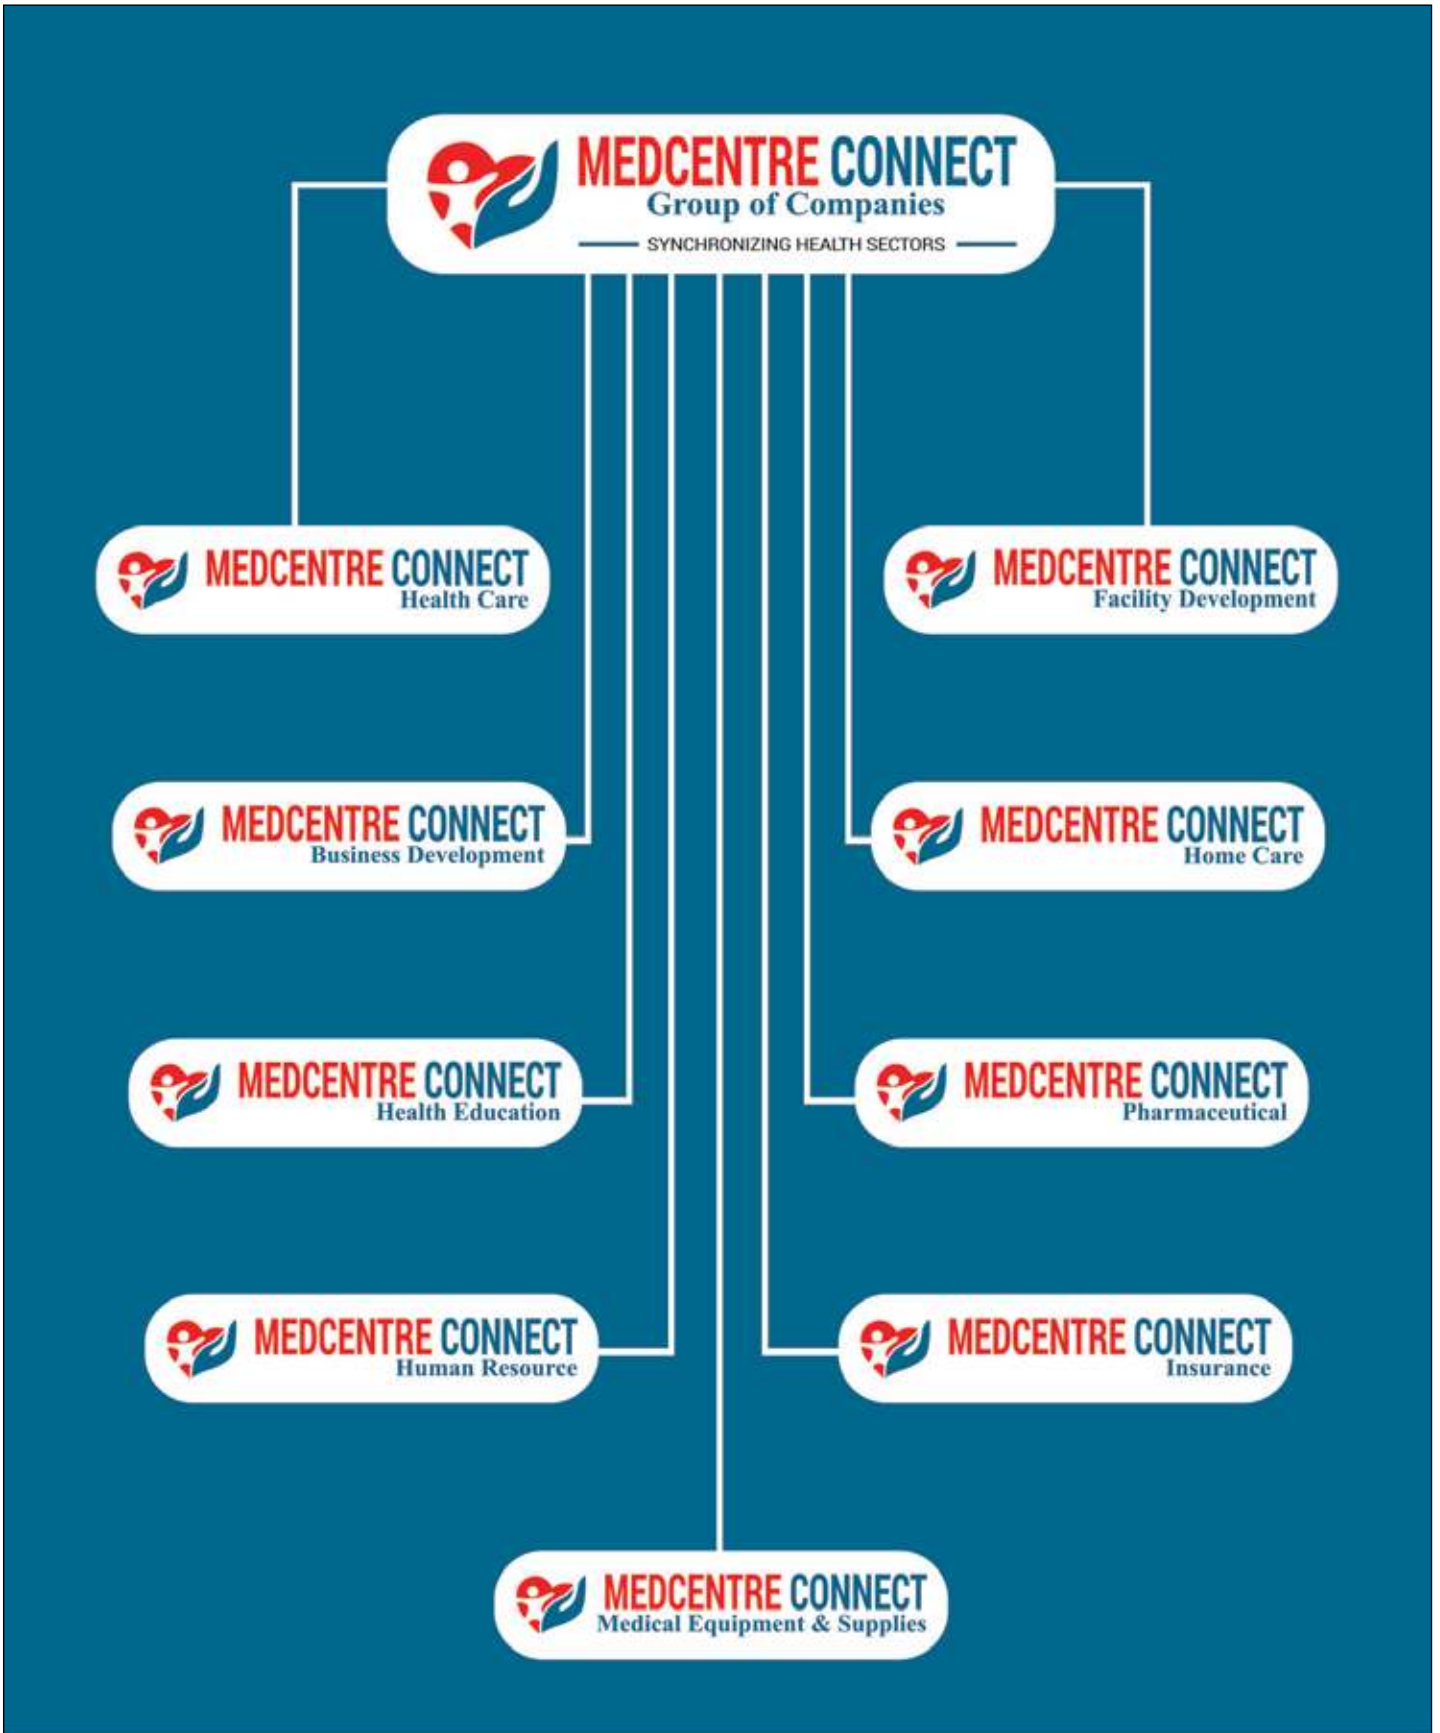 MEDCENTRE CONNECT
Group of Companies
SYNCHRONIZING HEALTH SECTORS
MEDCENTRE CONNECT
Health Care
MEDCENTRE CONNECT
Facility Development
MEDCENTRE CONNECT
Business Development
MEDCENTRE CONNECT
Home Care
MEDCENTRE CONNECT
Health Education
MEDCENTRE CONNECT
Pharmaceutical
MEDCENTRE CONNECT
Human Resource
MEDCENTRE CONNECT
Insurance
MEDCENTRE CONNECT
Medical Equipment & Supplies